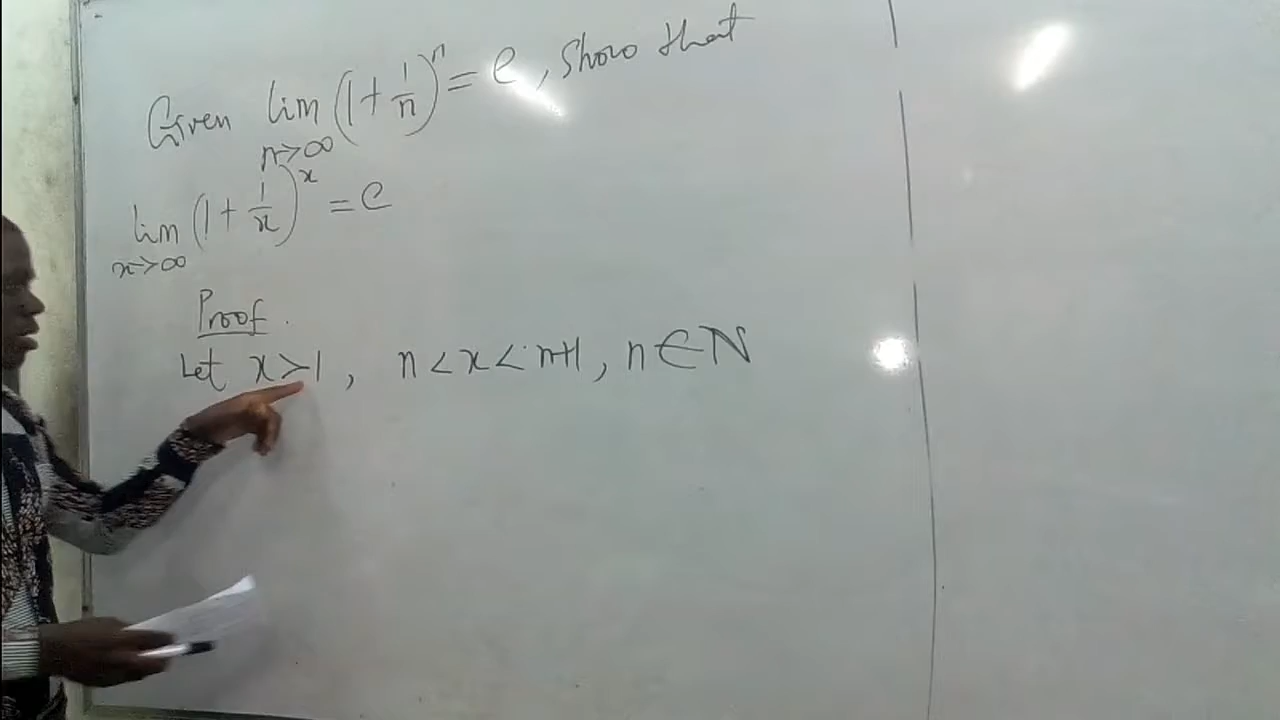 Given lim (1 + 1/n)^n = e, show that
n->∞
lim (1 + 1/x)^x = e
x->∞
Proof.
Let x>1, n<x<n+1, n∈ℕ